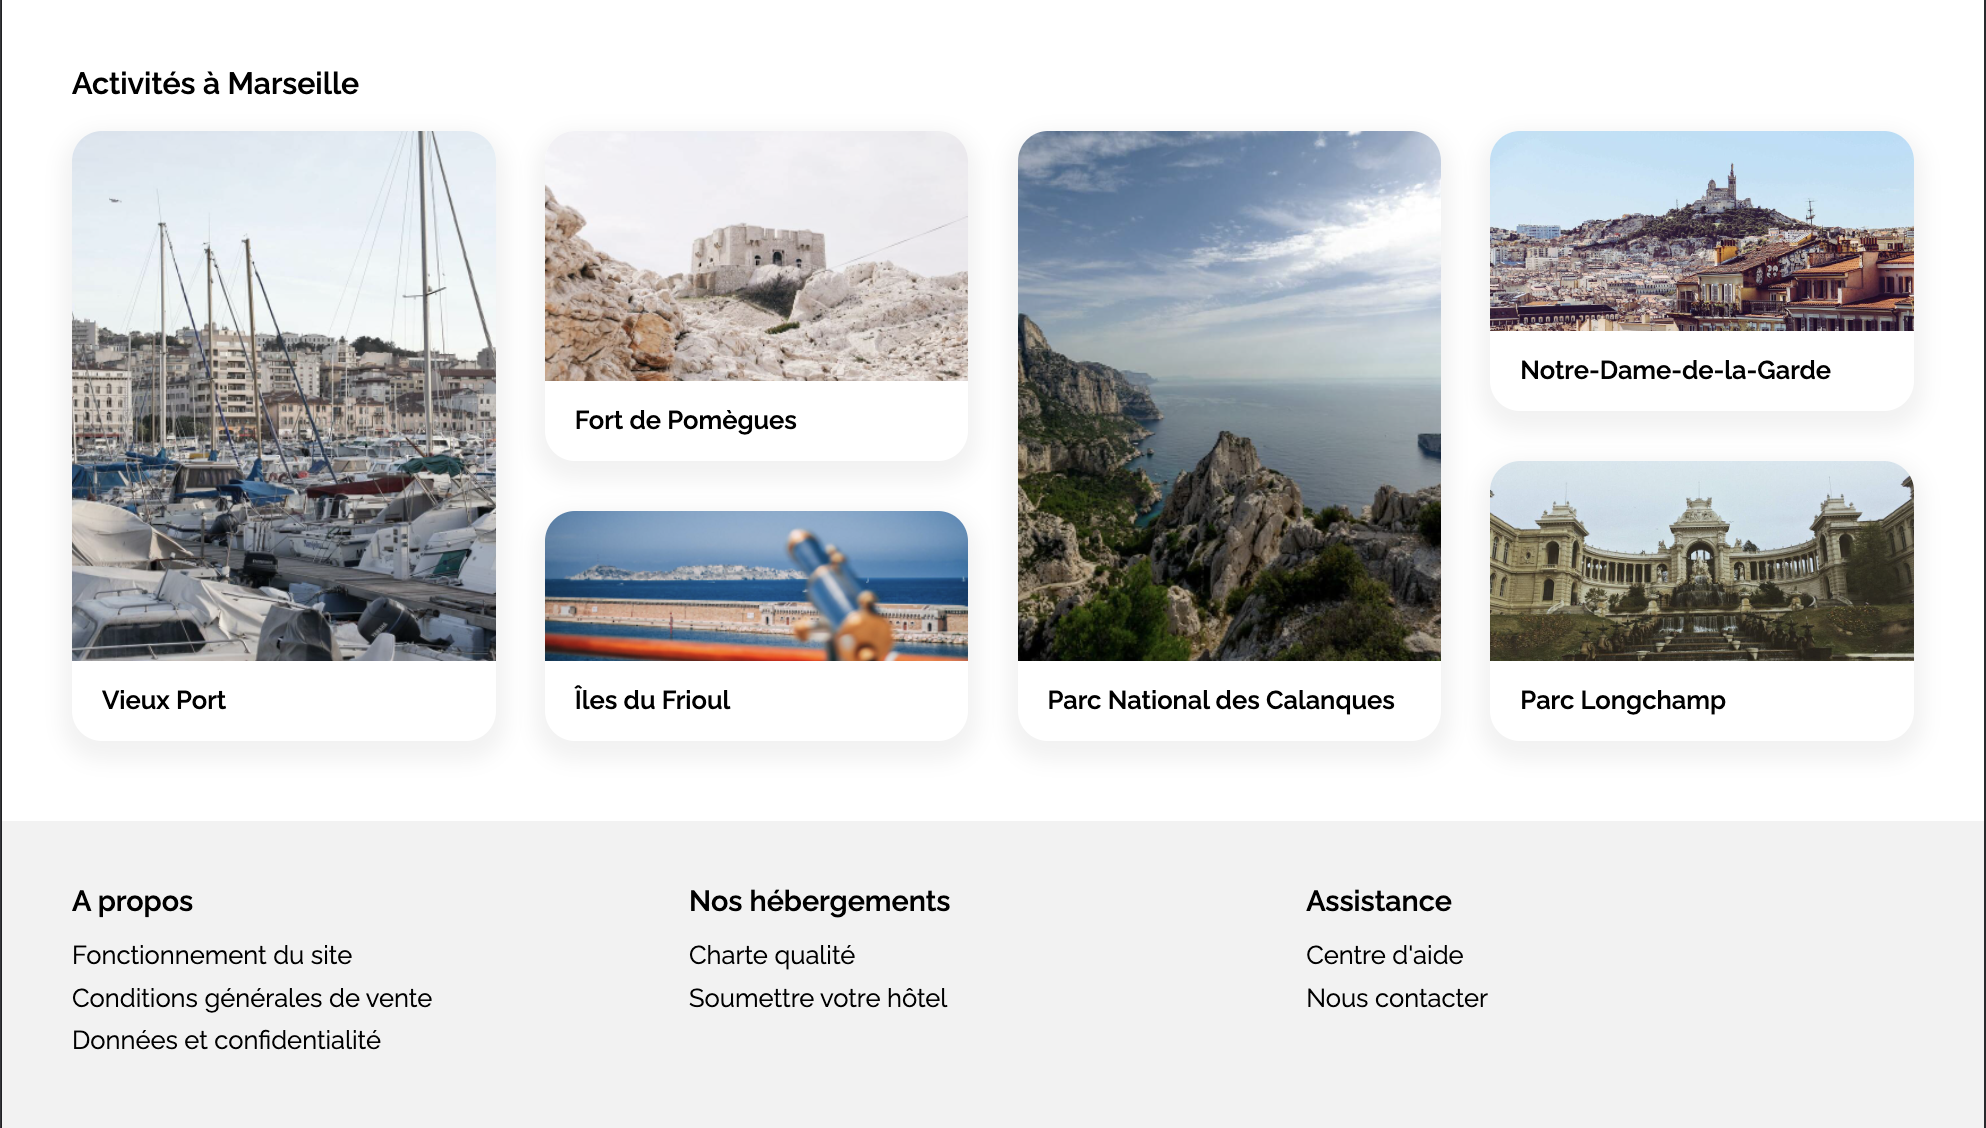 Activités à Marseille
Vieux Port
Fort de Pomègues
Îles du Frioul
Parc National des Calanques
Notre-Dame-de-la-Garde
Parc Longchamp
A propos
Fonctionnement du site
Conditions générales de vente
Données et confidentialité
Nos hébergements
Charte qualité
Soumettre votre hôtel
Assistance
Centre d'aide
Nous contacter